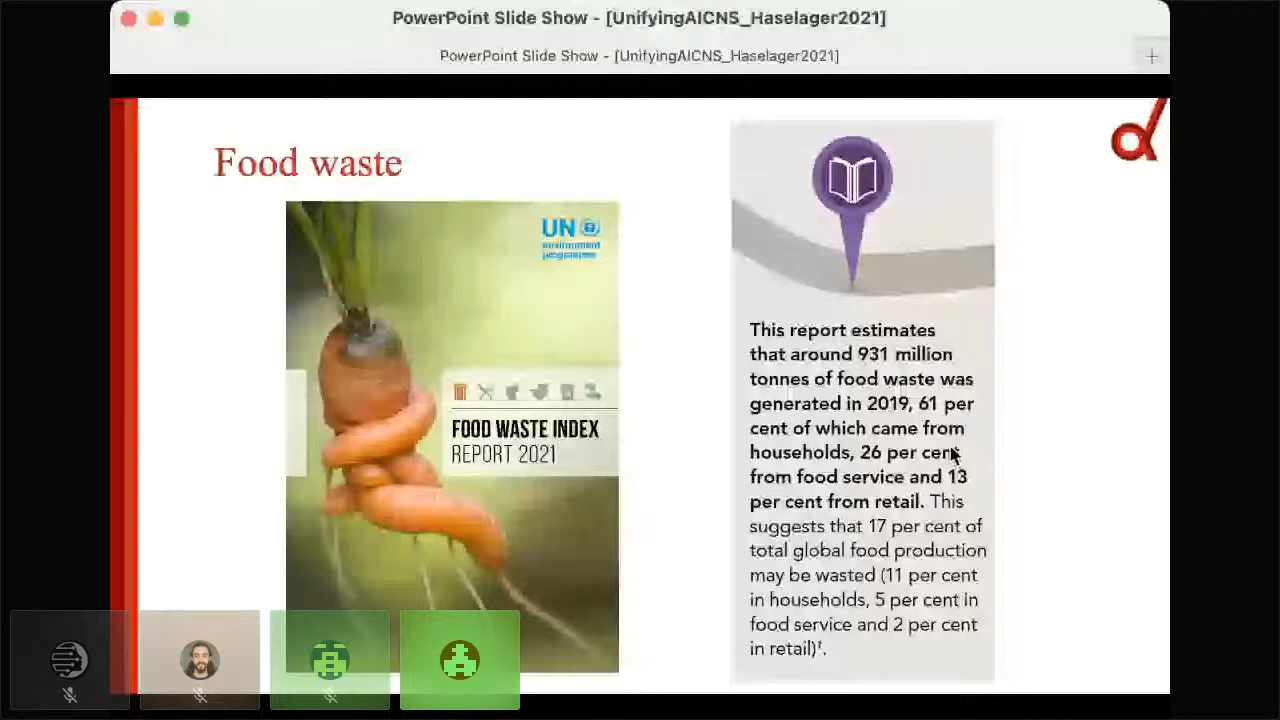 PowerPoint Slide Show - [UnifyingAICNS_Haselager2021]
PowerPoint Slide Show - [UnifyingAICNS_Haselager2021]
Food waste
UN
environment
programme
FOOD WASTE INDEX
REPORT 2021
This report estimates
that around 931 million
tonnes of food waste was
generated in 2019, 61 per
cent of which came from
households, 26 per cent
from food service and 13
per cent from retail. This
suggests that 17 per cent of
total global food production
may be wasted (11 per cent
in households, 5 per cent in
food service and 2 per cent
in retail)¹.